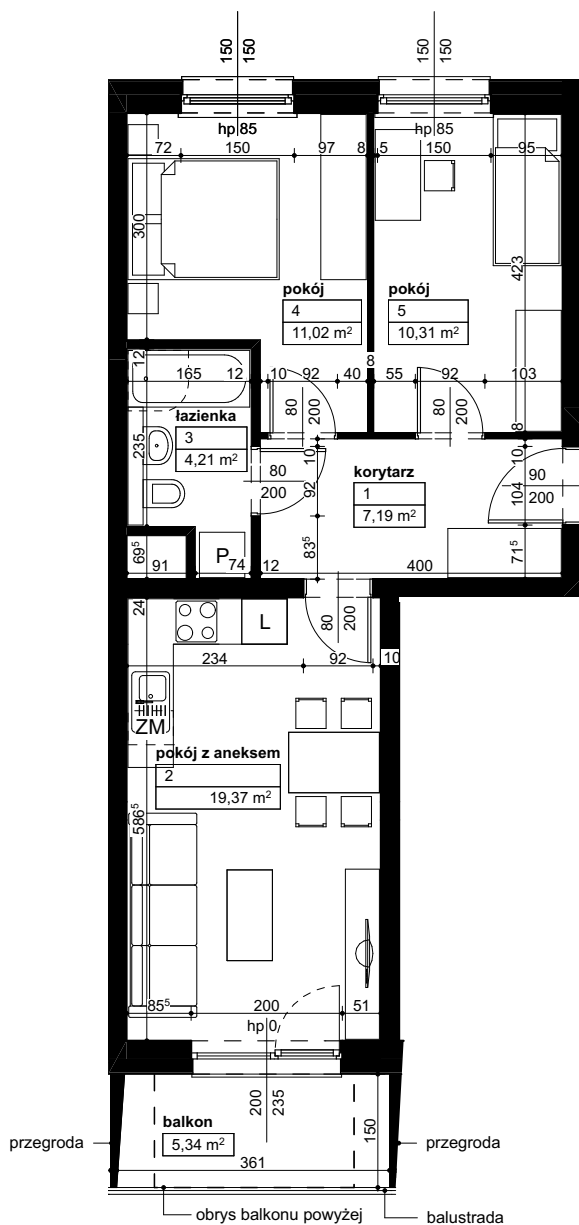 150 150
150 150
hp 85
hp 85
72 150 97 8 5 150 95
300
423
pokój
4
11,02 m²
pokój
5
10,31 m²
8
12
165 12 10 92 40 55 92 103
80 200
80 200
8
łazienka
3
4,21 m²
235
80
200
10
92
83⁵
korytarz
1
7,19 m²
10
104
71⁵
90
200
69⁵
91
P
74 12 400
24
L
80 200
234 92 10
ZM
pokój z aneksem
2
19,37 m²
586⁵
85⁵ 200 51
hp 0
200 235
balkon
5,34 m²
150
przegroda
przegroda
361
obrys balkonu powyżej
balustrada